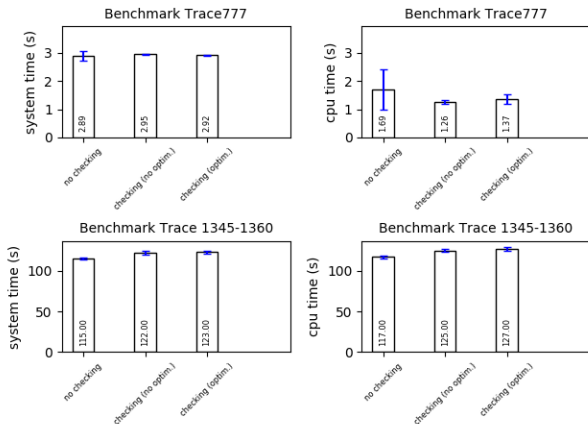 Benchmark Trace777
system time (s)
3
2
1
0
2.89
2.95
2.92
no checking
checking (no optim.)
checking (optim.)
Benchmark Trace777
cpu time (s)
3
2
1
0
1.69
1.26
1.37
no checking
checking (no optim.)
checking (optim.)
Benchmark Trace 1345-1360
system time (s)
100
50
0
115.00
122.00
123.00
no checking
checking (no optim.)
checking (optim.)
Benchmark Trace 1345-1360
cpu time (s)
100
50
0
117.00
125.00
127.00
no checking
checking (no optim.)
checking (optim.)